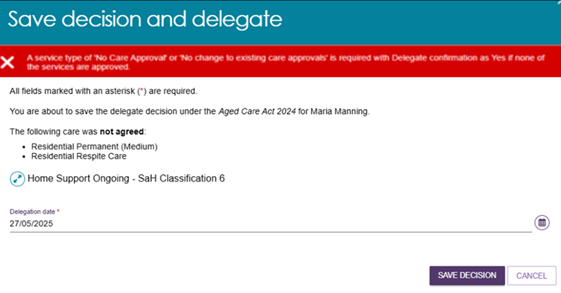 Save decision and delegate
A service type of 'No Care Approval' or 'No change to existing care approvals' is required with Delegate confirmation as Yes if none
of the services are approved.
All fields marked with an asterisk (*) are required.
You are about to save the delegate decision under the Aged Care Act 2024 for Maria Manning.
The following care was not agreed:
• Residential Permanent (Medium)
• Residential Respite Care
Home Support Ongoing - SaH Classification 6
Delegation date *
27/05/2025
SAVE DECISION
CANCEL